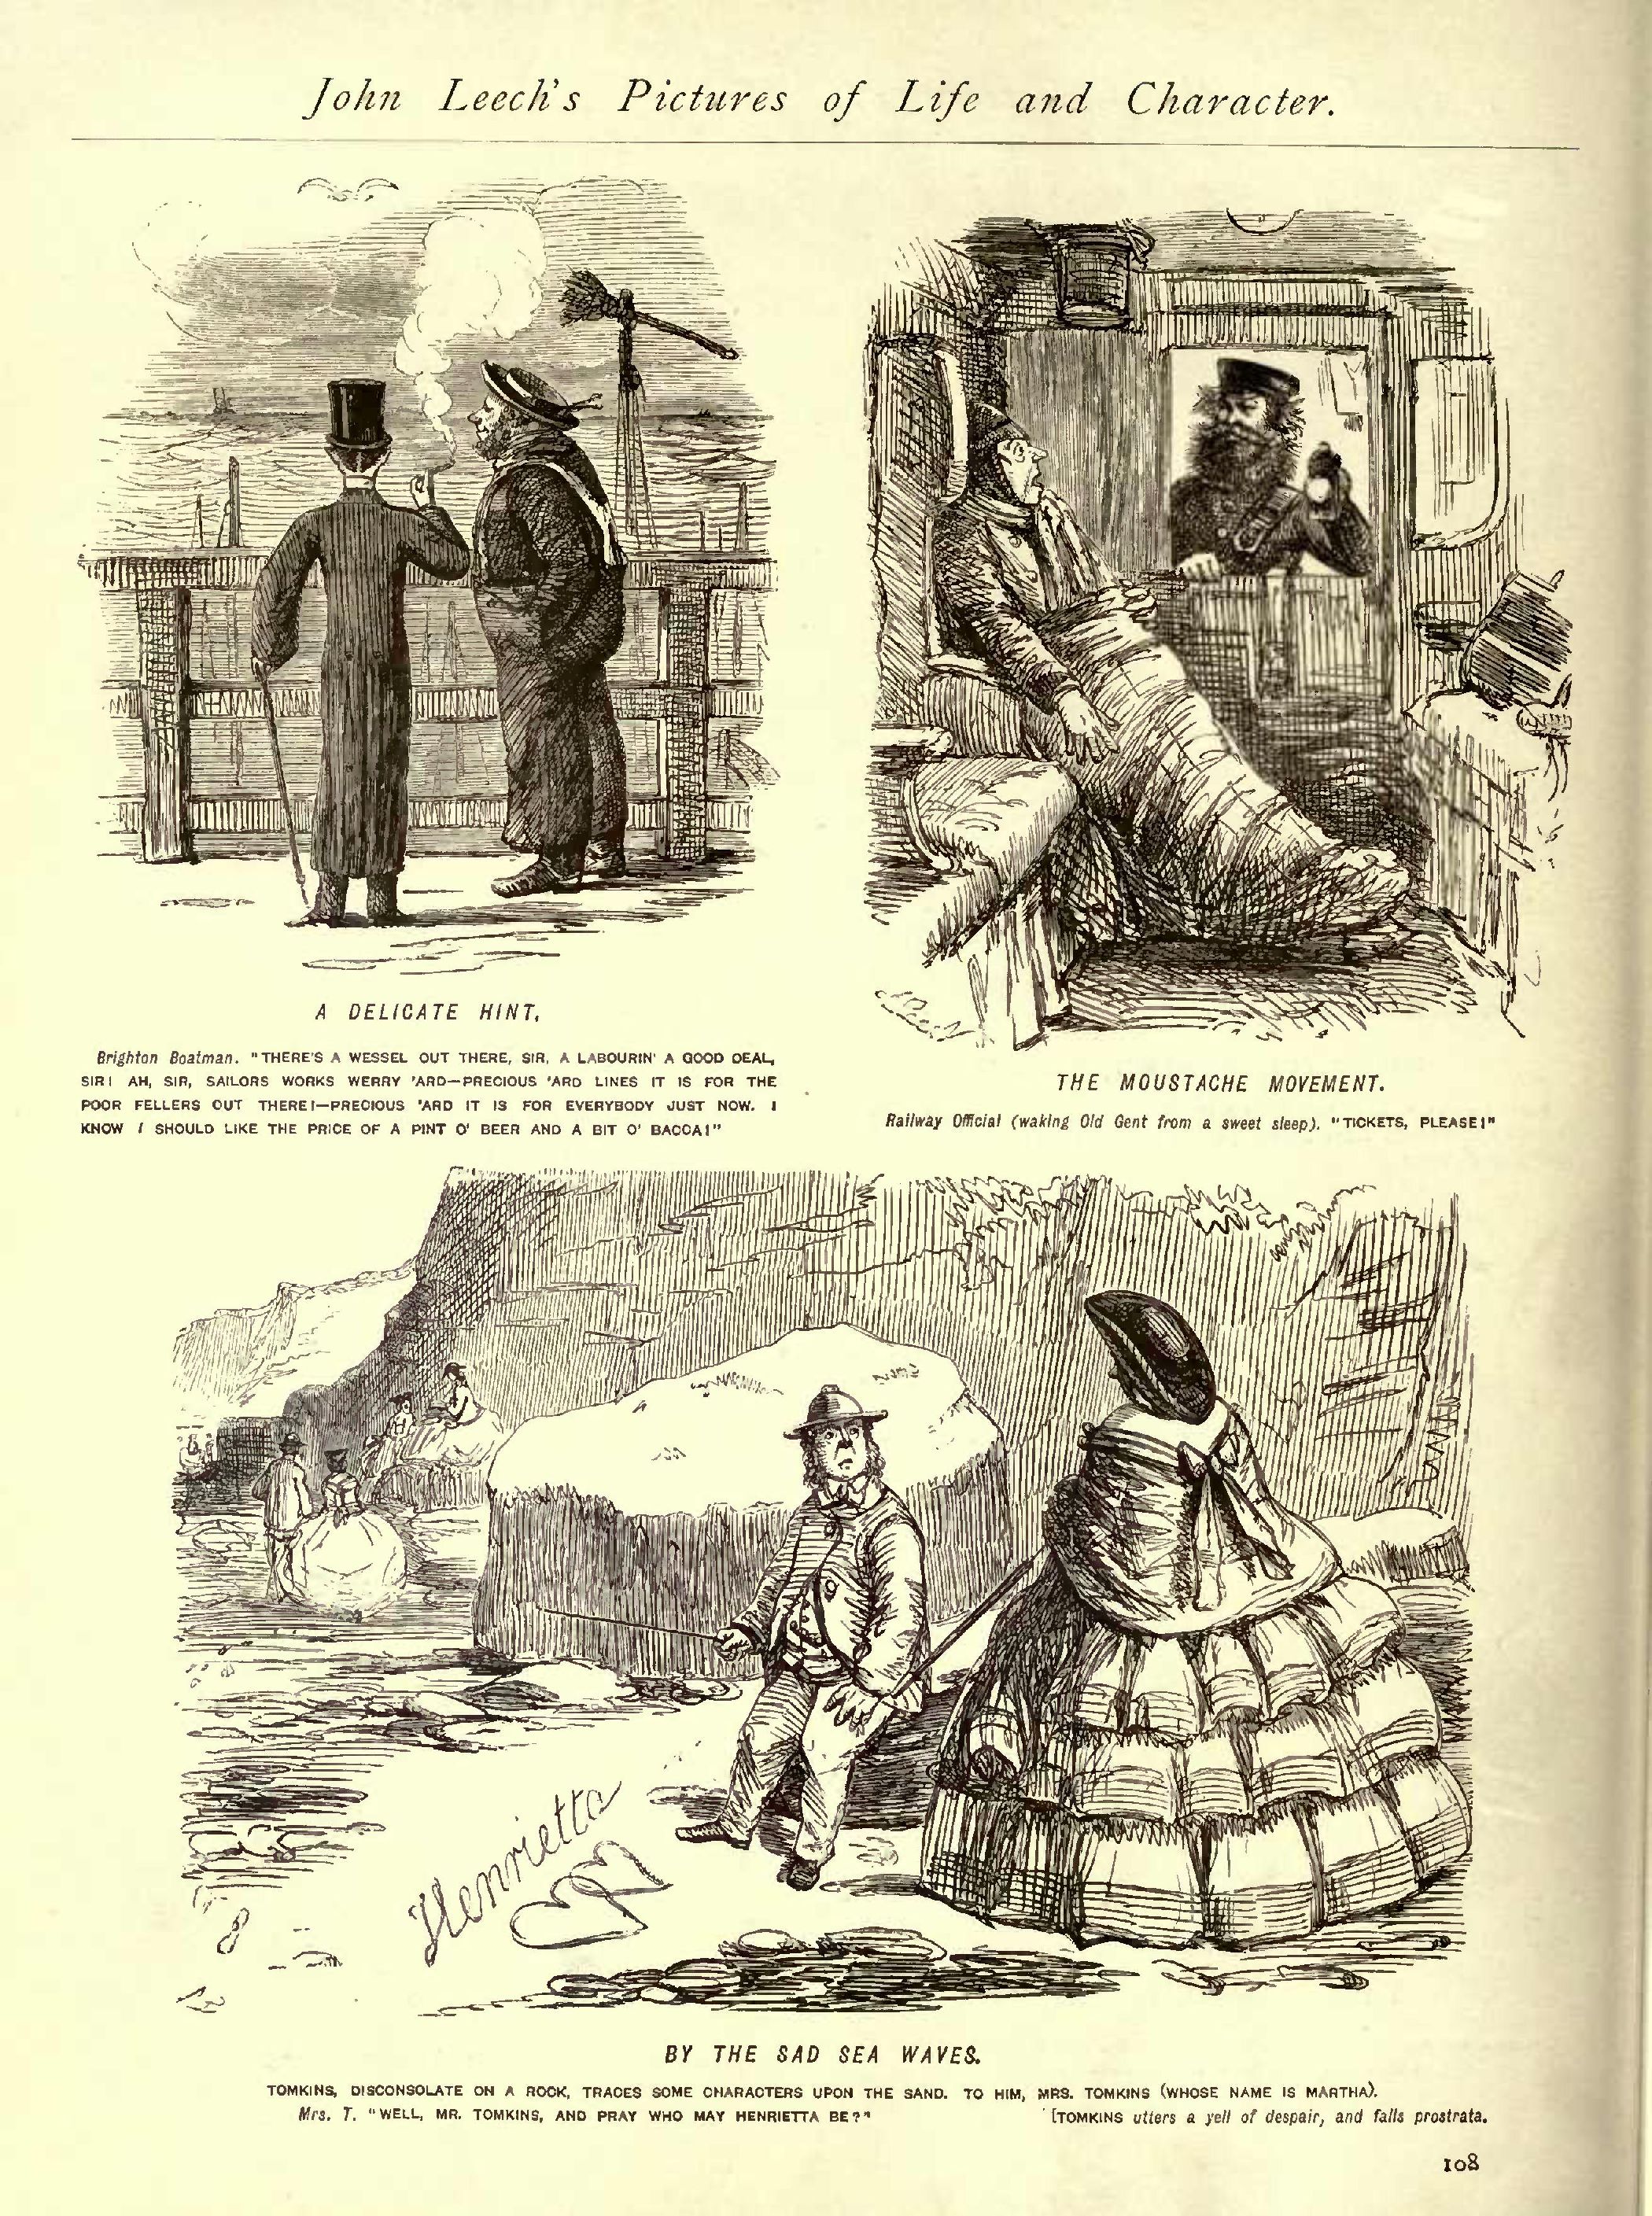 John Leech's Pictures of Life and Character.
A DELICATE HINT.
Brighton Boatman. "THERE'S A WESSEL OUT THERE, SIR, A LABOURIN' A GOOD DEAL,
SIR! AH, SIR, SAILORS WORKS WERRY 'ARD—PRECIOUS 'ARD LINES IT IS FOR THE
POOR FELLERS OUT THERE!—PRECIOUS 'ARD IT IS FOR EVERYBODY JUST NOW. I
KNOW I SHOULD LIKE THE PRICE OF A PINT O' BEER AND A BIT O' BACCA!"
J Leech
THE MOUSTACHE MOVEMENT.
Railway Official (waking Old Gent from a sweet sleep). "TICKETS, PLEASE!"
Henrietta
BY THE SAD SEA WAVES.
TOMKINS, DISCONSOLATE ON A ROCK, TRACES SOME CHARACTERS UPON THE SAND. TO HIM, MRS. TOMKINS (WHOSE NAME IS MARTHA).
Mrs. T. "WELL, MR. TOMKINS, AND PRAY WHO MAY HENRIETTA BE?"
[TOMKINS utters a yell of despair, and falls prostrata.
108